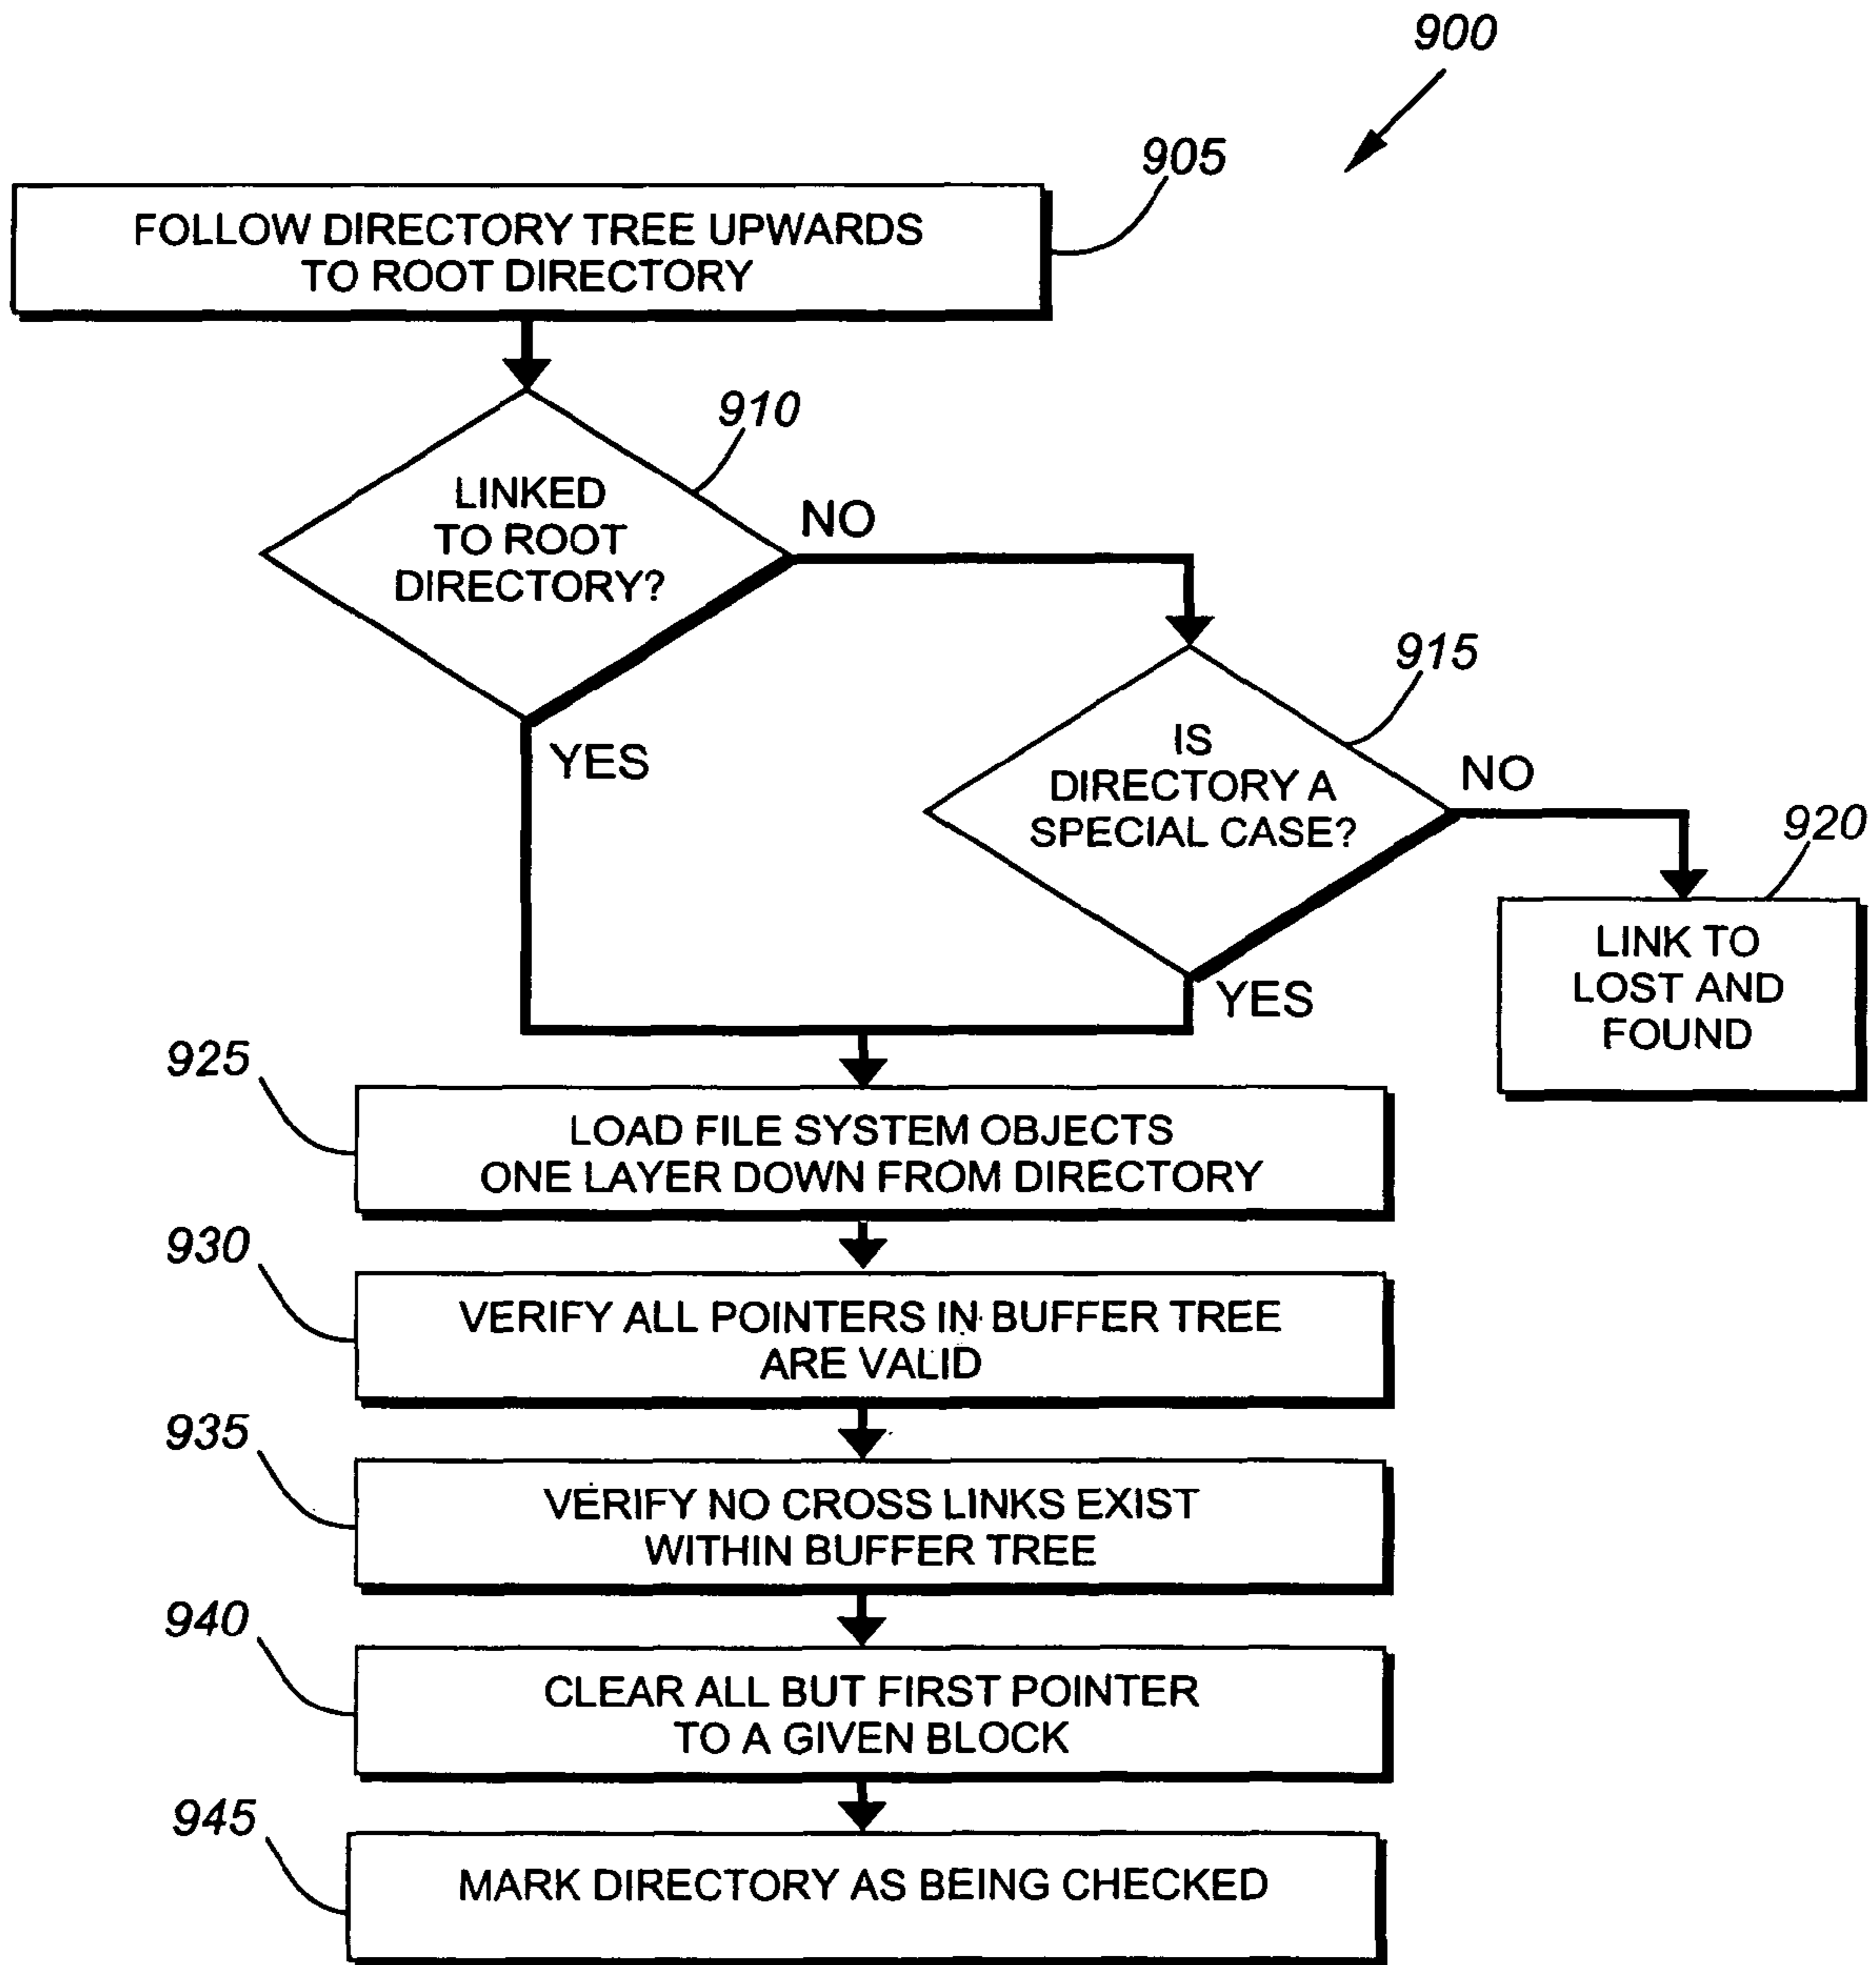 900
905
FOLLOW DIRECTORY TREE UPWARDS
TO ROOT DIRECTORY
910
LINKED
TO ROOT
DIRECTORY?
NO
YES
915
IS
DIRECTORY A
SPECIAL CASE?
NO
YES
920
LINK TO
LOST AND
FOUND
925
LOAD FILE SYSTEM OBJECTS
ONE LAYER DOWN FROM DIRECTORY
930
VERIFY ALL POINTERS IN BUFFER TREE
ARE VALID
935
VERIFY NO CROSS LINKS EXIST
WITHIN BUFFER TREE
940
CLEAR ALL BUT FIRST POINTER
TO A GIVEN BLOCK
945
MARK DIRECTORY AS BEING CHECKED